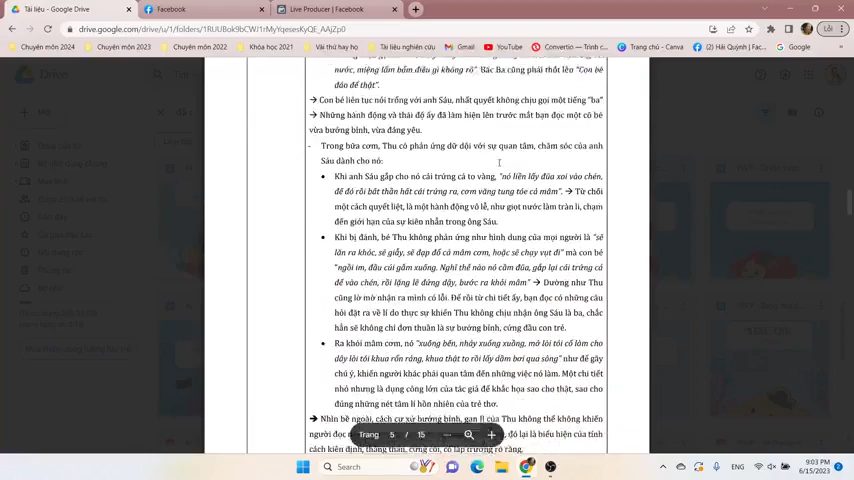 Tài liệu - Google Drive
Facebook
Live Producer | Facebook
drive.google.com/drive/u/1/folders/1RUUBok9bCWJ1rMyYqesesKyQE_AAjZp0
Lỗi
Chuyên món 2024
Chuyên món 2023
Chuyên món 2022
Khóa học 2021
Vải thứ hay họ
Tài liệu nghiên cứu
Gmail
YouTube
Convertio — Trình c...
Trang chủ - Canva
(2) Hải Quỳnh | Face...
Google
Drive
nước, miệng lầm bầm điều gì không rõ”. Bác Ba cũng phải thốt lên “Con bé
đáo để thật”.
→ Con bé liên tục nói trổng với anh Sáu, nhất quyết không chịu gọi một tiếng “ba”
→ Những hành động và thái độ ấy đã làm hiện lên trước mắt bạn đọc một cô bé
vừa bướng bỉnh, vừa đáng yêu.
- Trong bữa cơm, Thu có phản ứng dữ dội với sự quan tâm, chăm sóc của anh
Sáu dành cho nó:
• Khi anh Sáu gắp cho nó cái trứng cá to vàng, “nó liền lấy đũa xoi vào chén,
để đó rồi bất thần hất cái trứng ra, cơm văng tung tóe cả mâm”. → Từ chối
một cách quyết liệt, là một hành động vô lễ, như giọt nước làm tràn li, chạm
đến giới hạn của sự kiên nhẫn trong ông Sáu.
• Khi bị đánh, bé Thu không phản ứng như hình dung của mọi người là “sẽ
lăn ra khóc, sẽ giẫy, sẽ đạp đổ cả mâm cơm, hoặc sẽ chạy vụt đi” mà con bé
“ngồi im, đầu cúi gằm xuống. Nghĩ thế nào nó cầm đũa, gắp lại cái trứng cá
để vào chén, rồi lặng lẽ đứng dậy, bước ra khỏi mâm” → Dường như Thu
cũng lờ mờ nhận ra mình có lỗi. Để rồi từ chi tiết ấy, bạn đọc có những câu
hỏi đặt ra về lí do thực sự khiến Thu không chịu nhận ông Sáu là ba, chắc
hẳn sẽ không chỉ đơn thuần là sự bướng bỉnh, cứng đầu con trẻ.
• Ra khỏi mâm cơm, nó “xuống bến, nhảy xuống xuồng, mở lòi tói cố làm cho
dây lòi tói khua rổn rảng, khua thật to rồi lấy dầm bơi qua sông” như để gây
chú ý, khiến người khác phải quan tâm đến những việc nó làm. Một chi tiết
nhỏ nhưng là dụng công lớn của tác giả để khắc họa sao cho thật, sao cho
đúng những nét tâm lí hồn nhiên của trẻ thơ.
→ Nhìn bề ngoài, cách cư xử bướng bỉnh, gan lì của Thu không thể không khiến
người đọc
đó lại là biểu hiện của tính
cách kiên định, thẳng thắn, cứng cỏi, có lập trường rõ ràng.
Trang 5 / 15
Search
ENG
9:03 PM
6/15/2023